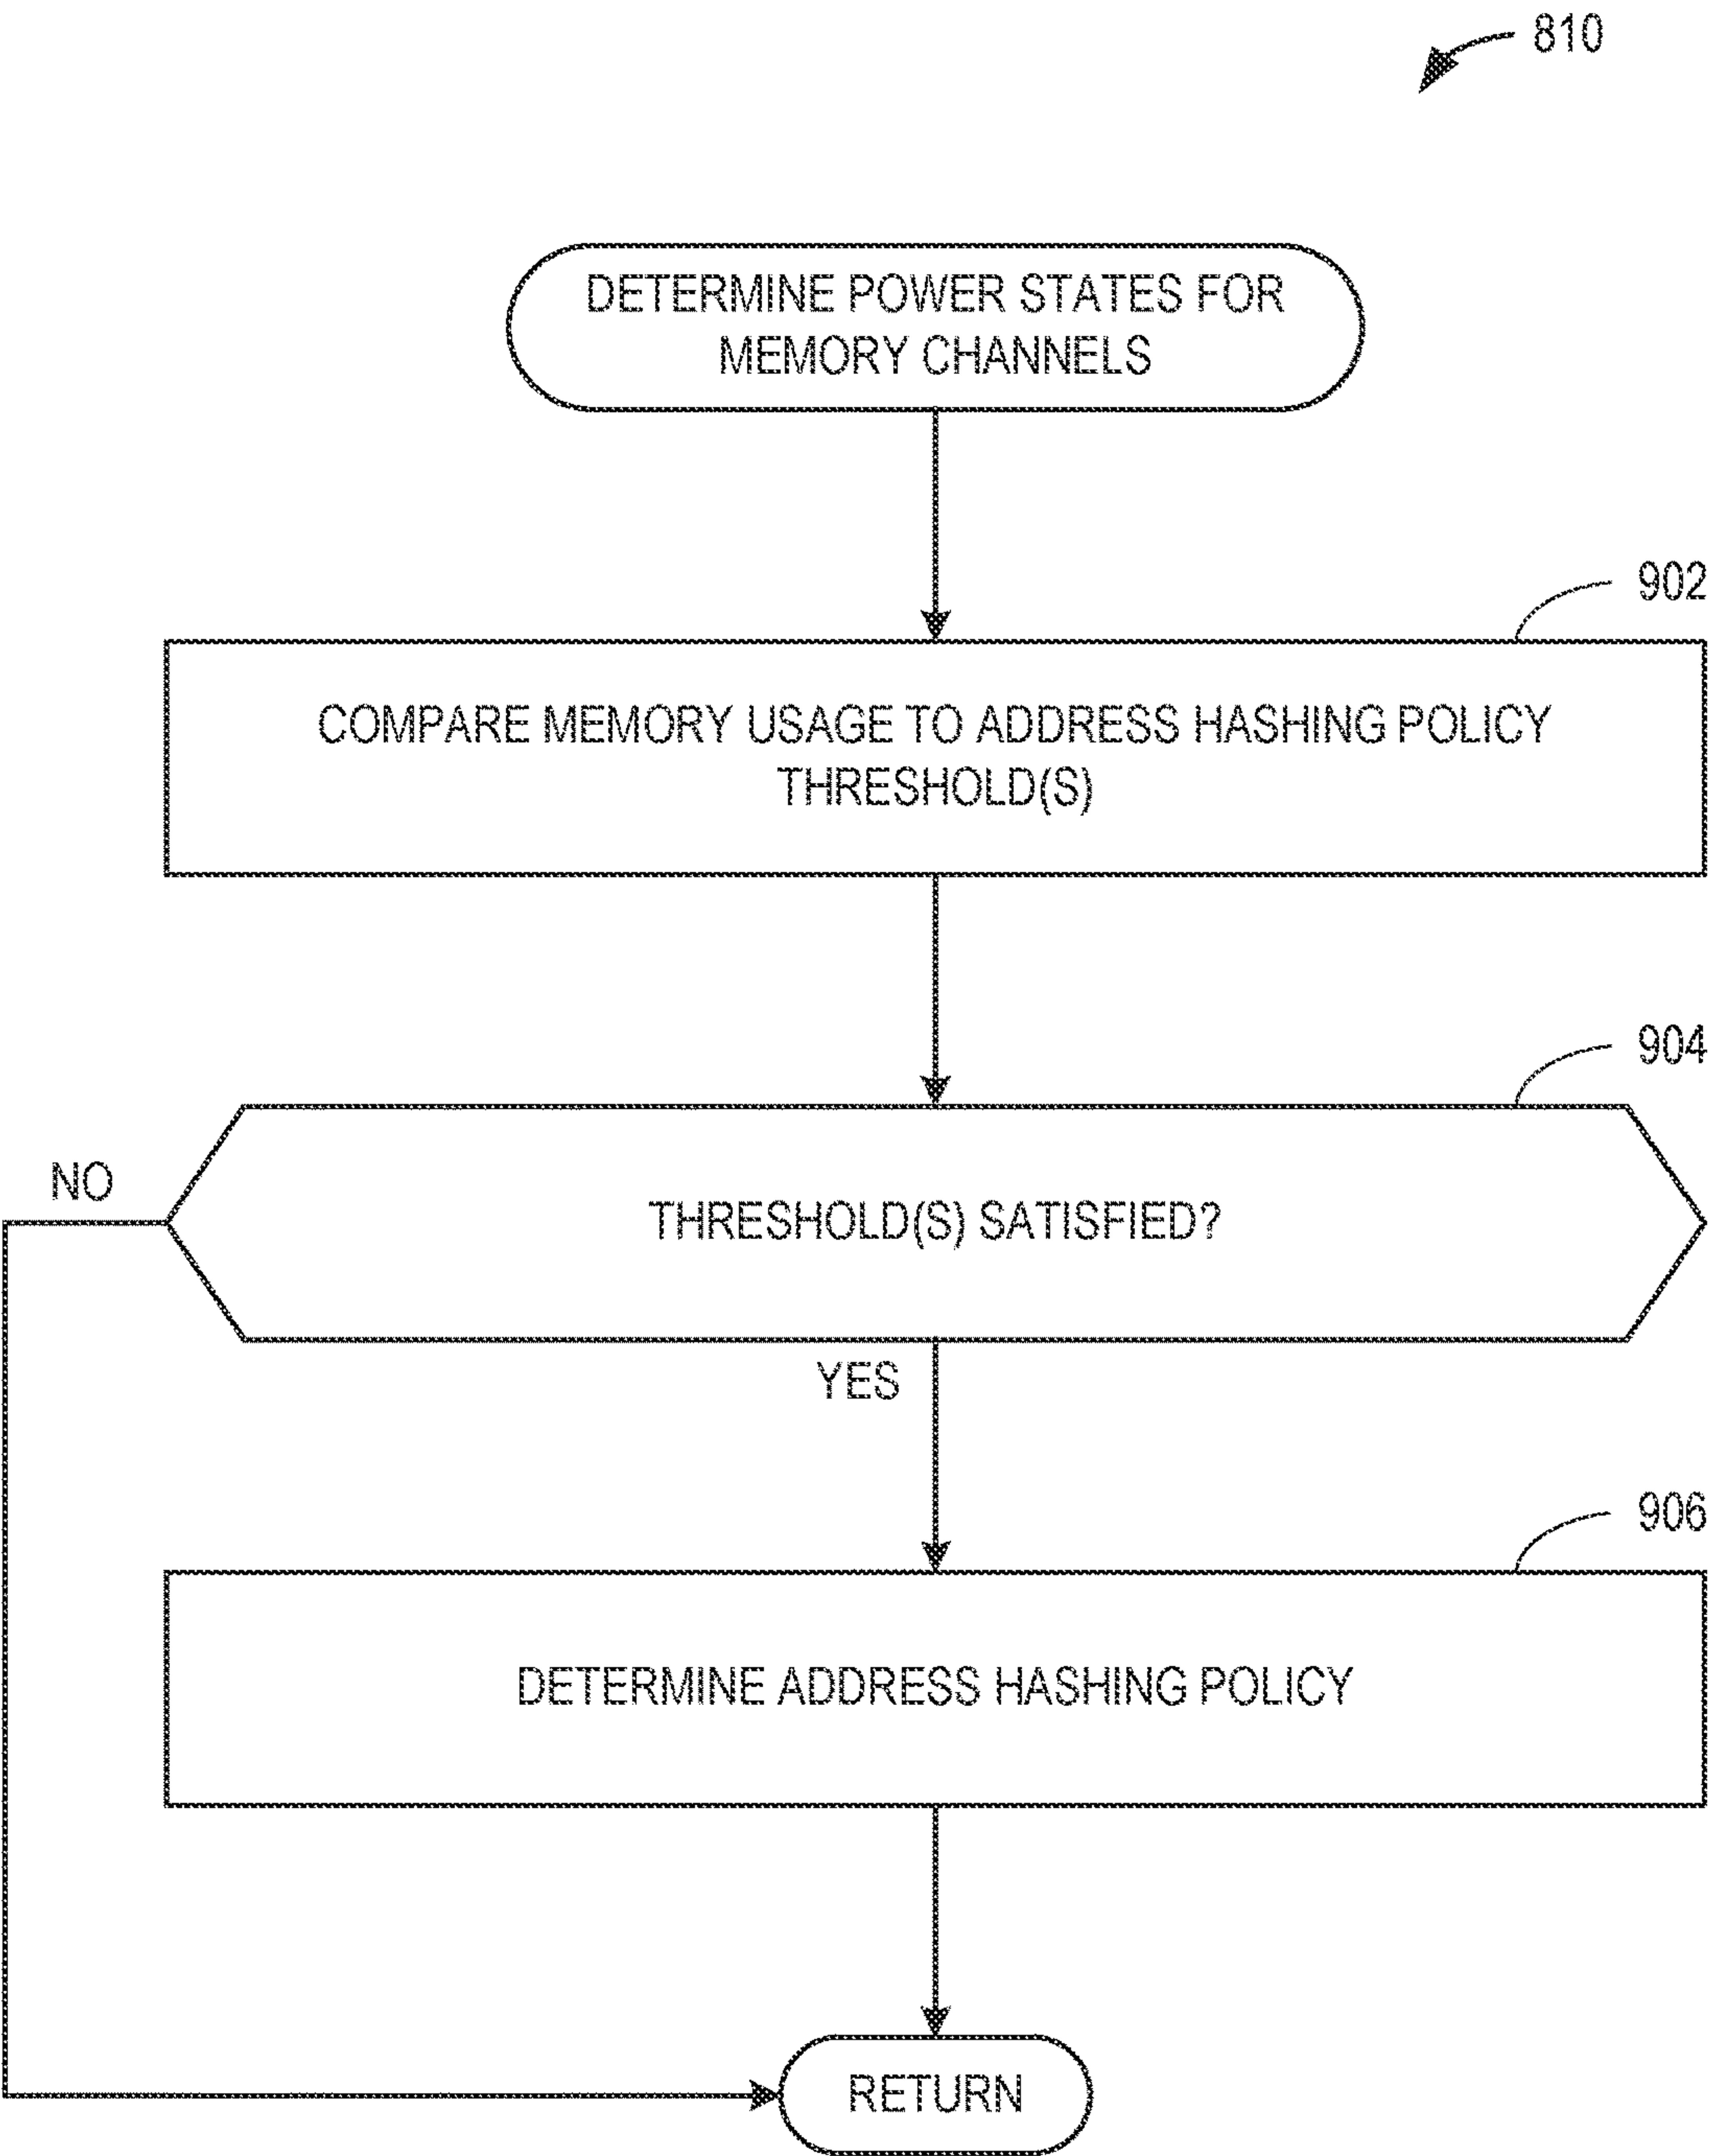 810
DETERMINE POWER STATES FOR
MEMORY CHANNELS
902
COMPARE MEMORY USAGE TO ADDRESS HASHING POLICY
THRESHOLD(S)
904
NO
THRESHOLD(S) SATISFIED?
YES
906
DETERMINE ADDRESS HASHING POLICY
RETURN